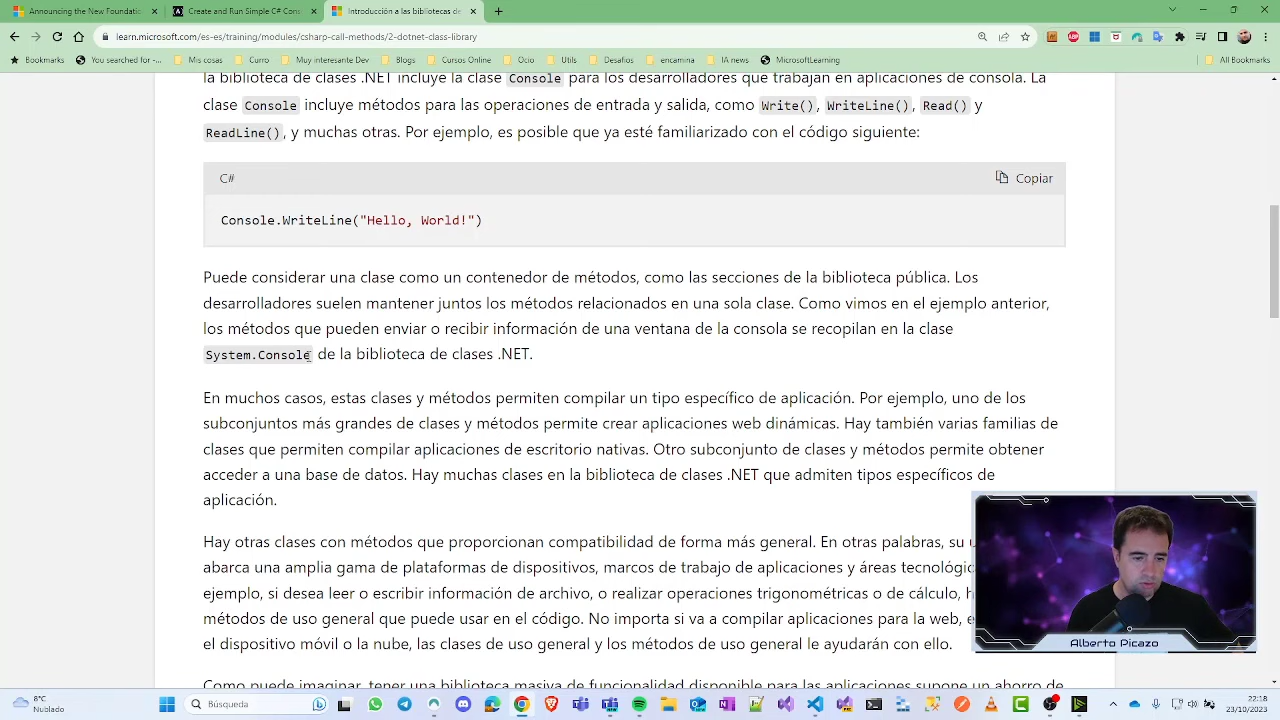 Announcing the New Foundatic
Create and Run Simple C# Cons
Introducción a las bibliotecas de
learn.microsoft.com/es-es/training/modules/csharp-call-methods/2-dotnet-class-library
Bookmarks
You searched for -...
Mis cosas
Curro
Muy interesante Dev
Blogs
Cursos Online
Ocio
Utils
Desafios
encamina
IA news
MicrosoftLearning
All Bookmarks
la biblioteca de clases .NET incluye la clase Console para los desarrolladores que trabajan en aplicaciones de consola. La
clase Console incluye métodos para las operaciones de entrada y salida, como Write(), WriteLine(), Read() y
ReadLine(), y muchas otras. Por ejemplo, es posible que ya esté familiarizado con el código siguiente:
C#
Copiar
Console.WriteLine("Hello, World!")
Puede considerar una clase como un contenedor de métodos, como las secciones de la biblioteca pública. Los
desarrolladores suelen mantener juntos los métodos relacionados en una sola clase. Como vimos en el ejemplo anterior,
los métodos que pueden enviar o recibir información de una ventana de la consola se recopilan en la clase
System.Console de la biblioteca de clases .NET.
En muchos casos, estas clases y métodos permiten compilar un tipo específico de aplicación. Por ejemplo, uno de los
subconjuntos más grandes de clases y métodos permite crear aplicaciones web dinámicas. Hay también varias familias de
clases que permiten compilar aplicaciones de escritorio nativas. Otro subconjunto de clases y métodos permite obtener
acceder a una base de datos. Hay muchas clases en la biblioteca de clases .NET que admiten tipos específicos de
aplicación.
Hay otras clases con métodos que proporcionan compatibilidad de forma más general. En otras palabras, su
abarca una amplia gama de plataformas de dispositivos, marcos de trabajo de aplicaciones y áreas tecnológic
ejemplo, si desea leer o escribir información de archivo, o realizar operaciones trigonométricas o de cálculo, h
métodos de uso general que puede usar en el código. No importa si va a compilar aplicaciones para la web, e
el dispositivo móvil o la nube, las clases de uso general y los métodos de uso general le ayudarán con ello.
Alberto Picazo
Como puede imaginar, tener una biblioteca masiva de funcionalidad disponible para las aplicaciones supone un ahorro de
8°C
Nublado
Búsqueda
22:18
23/10/2023